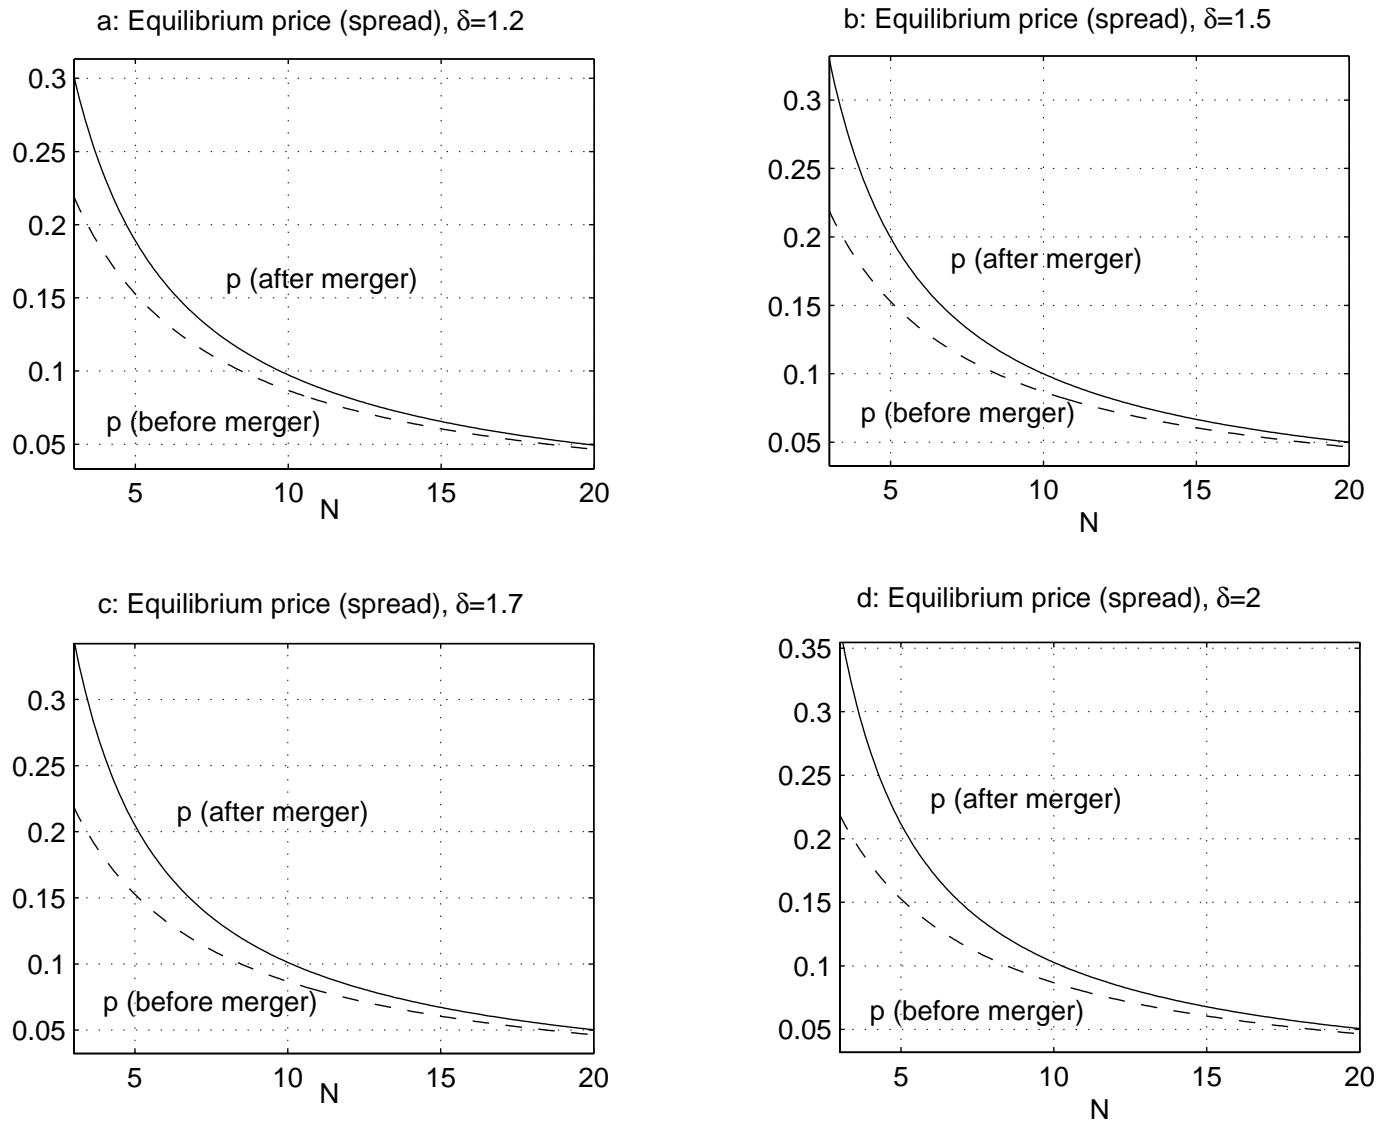 a: Equilibrium price (spread), δ=1.2
0.3
0.25
0.2
0.15
0.1
0.05
p (after merger)
p (before merger)
5 10 15 20
N
b: Equilibrium price (spread), δ=1.5
0.3
0.25
0.2
0.15
0.1
0.05
p (after merger)
p (before merger)
5 10 15 20
N
c: Equilibrium price (spread), δ=1.7
0.3
0.25
0.2
0.15
0.1
0.05
p (after merger)
p (before merger)
5 10 15 20
N
d: Equilibrium price (spread), δ=2
0.35
0.3
0.25
0.2
0.15
0.1
0.05
p (after merger)
p (before merger)
5 10 15 20
N